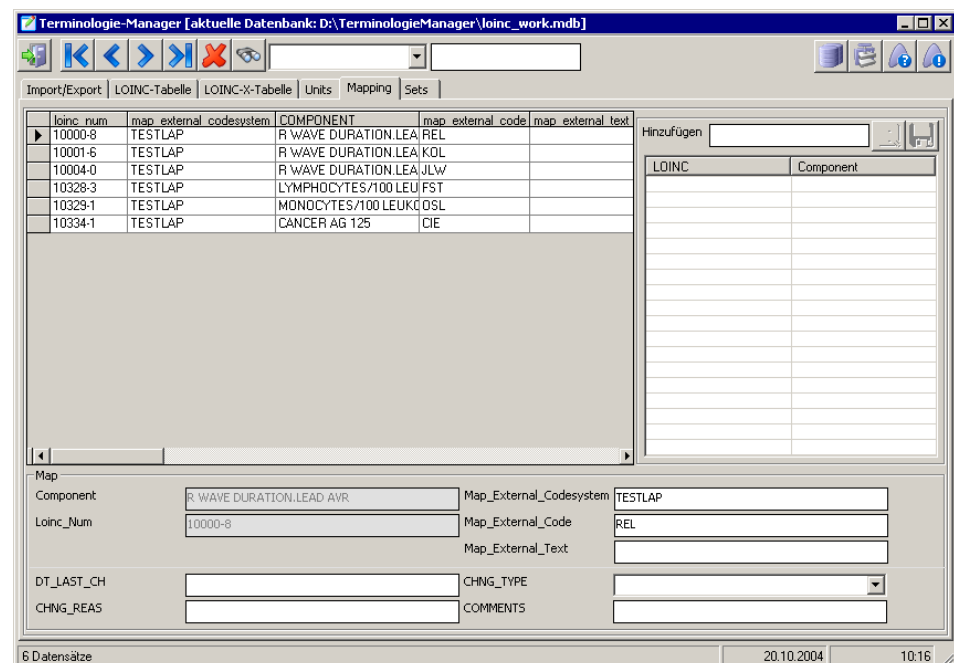 Terminologie-Manager [aktuelle Datenbank: D:\TerminologieManager\loinc_work.mdb]
Import/Export LOINC-Tabelle LOINC-X-Tabelle Units Mapping Sets
loinc_num map_external_codesystem COMPONENT map_external_code map_external_text
10000-8 TESTLAP R WAVE DURATION.LEA REL
10001-6 TESTLAP R WAVE DURATION.LEA KOL
10004-0 TESTLAP R WAVE DURATION.LEA JLW
10328-3 TESTLAP LYMPHOCYTES/100 LEU FST
10329-1 TESTLAP MONOCYTES/100 LEUKO OSL
10334-1 TESTLAP CANCER AG 125 CIE
Hinzufügen
LOINC Component
Map
Component R WAVE DURATION.LEAD AVR Map_External_Codesystem TESTLAP
Loinc_Num 10000-8 Map_External_Code REL
Map_External_Text
DT_LAST_CH CHNG_TYPE
CHNG_REAS COMMENTS
6 Datensätze 20.10.2004 10:16